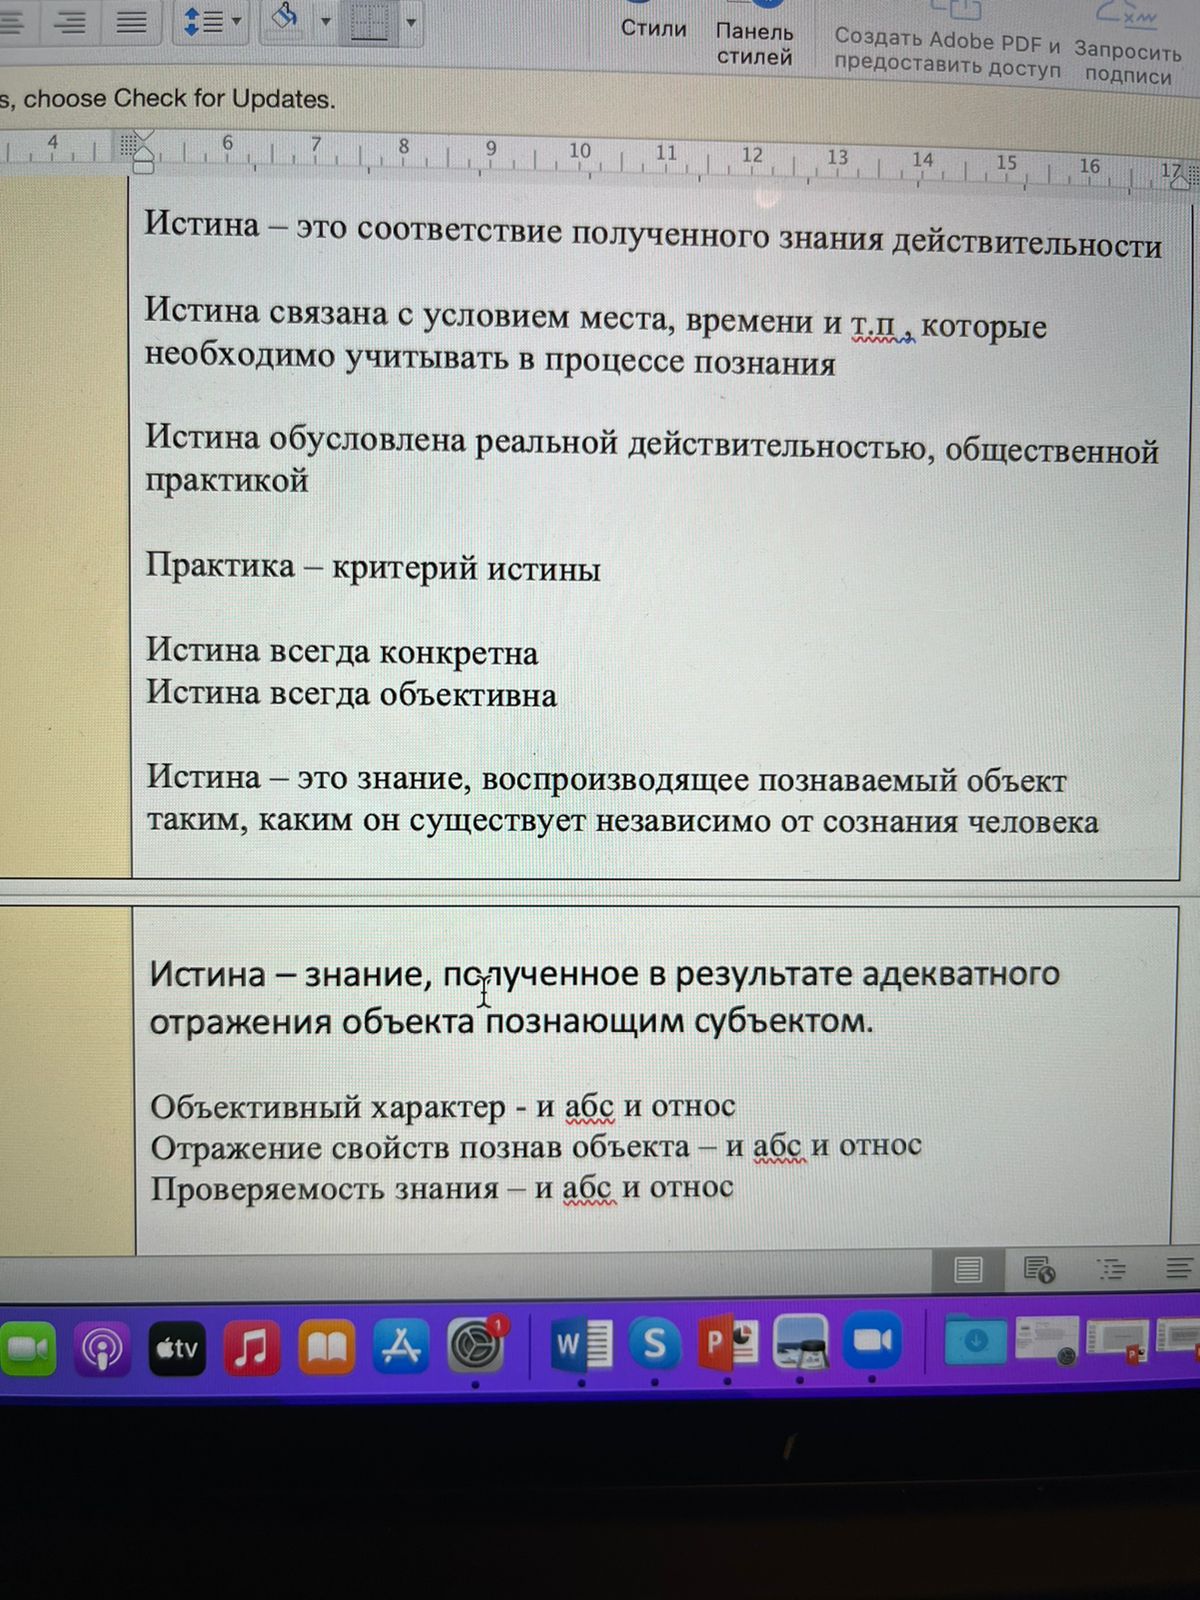 Стили
Панель
стилей
Создать Adobe PDF и
предоставить доступ
Запросить
подписи
s, choose Check for Updates.
4 6 7 8 9 10 11 12 13 14 15 16 17
Истина – это соответствие полученного знания действительности
Истина связана с условием места, времени и т.п , которые
необходимо учитывать в процессе познания
Истина обусловлена реальной действительностью, общественной
практикой
Практика – критерий истины
Истина всегда конкретна
Истина всегда объективна
Истина – это знание, воспроизводящее познаваемый объект
таким, каким он существует независимо от сознания человека
Истина – знание, полученное в результате адекватного
отражения объекта познающим субъектом.
Объективный характер - и абс и относ
Отражение свойств познав объекта – и абс и относ
Проверяемость знания – и абс и относ
tv
1
W
S
P